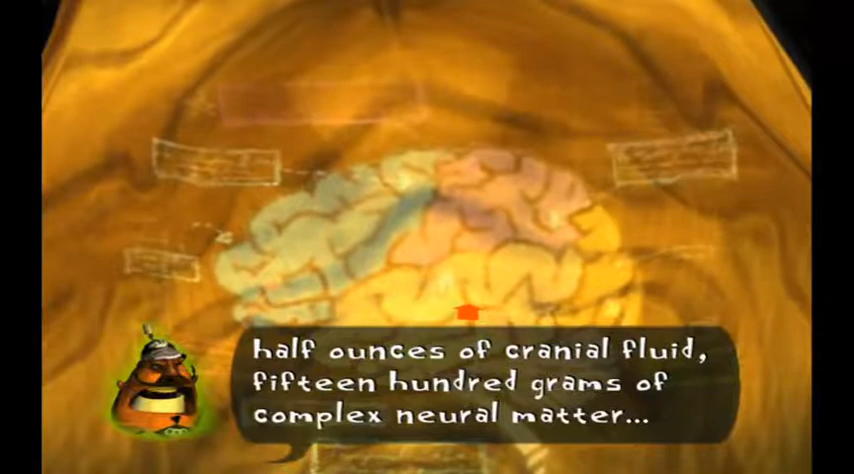 half ounces of cranial fluid,
fifteen hundred grams of
complex neural matter...